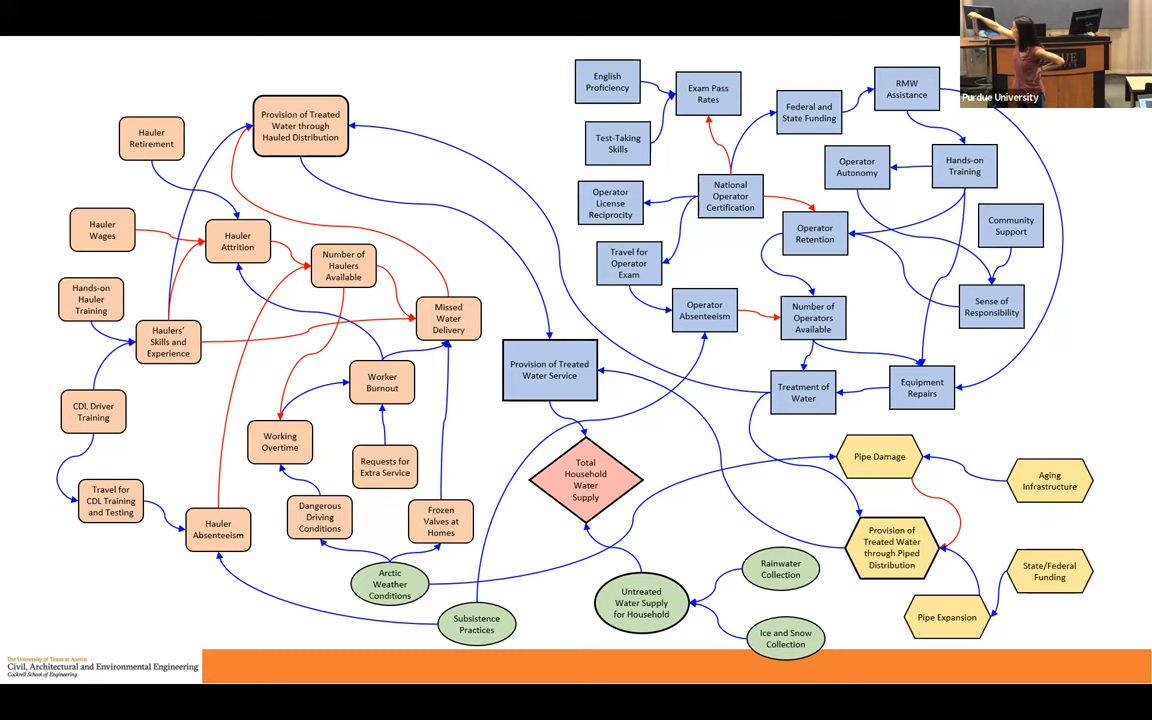 Purdue University
Provision of Treated
Water through
Hauled Distribution
Hauler
Retirement
Hauler
Wages
Hauler
Attrition
Number of
Haulers
Available
Hands-on
Hauler
Training
Haulers'
Skills and
Experience
Missed
Water
Delivery
Worker
Burnout
CDL Driver
Training
Working
Overtime
Requests for
Extra Service
Travel for
CDL Training
and Testing
Hauler
Absenteeism
Dangerous
Driving
Conditions
Frozen
Valves at
Homes
Arctic
Weather
Conditions
Subsistence
Practices
English
Proficiency
Exam Pass
Rates
Test-Taking
Skills
Federal and
State Funding
RMW
Assistance
Operator
Autonomy
Hands-on
Training
Operator
License
Reciprocity
National
Operator
Certification
Operator
Retention
Community
Support
Travel for
Operator
Exam
Operator
Absenteeism
Number of
Operators
Available
Sense of
Responsibility
Provision of Treated
Water Service
Treatment of
Water
Equipment
Repairs
Total
Household
Water
Supply
Pipe Damage
Aging
Infrastructure
Provision of
Treated Water
through Piped
Distribution
State/Federal
Funding
Pipe Expansion
Rainwater
Collection
Untreated
Water Supply
for Household
Ice and Snow
Collection
The University of Texas at Austin
Civil, Architectural and Environmental Engineering
Cockrell School of Engineering